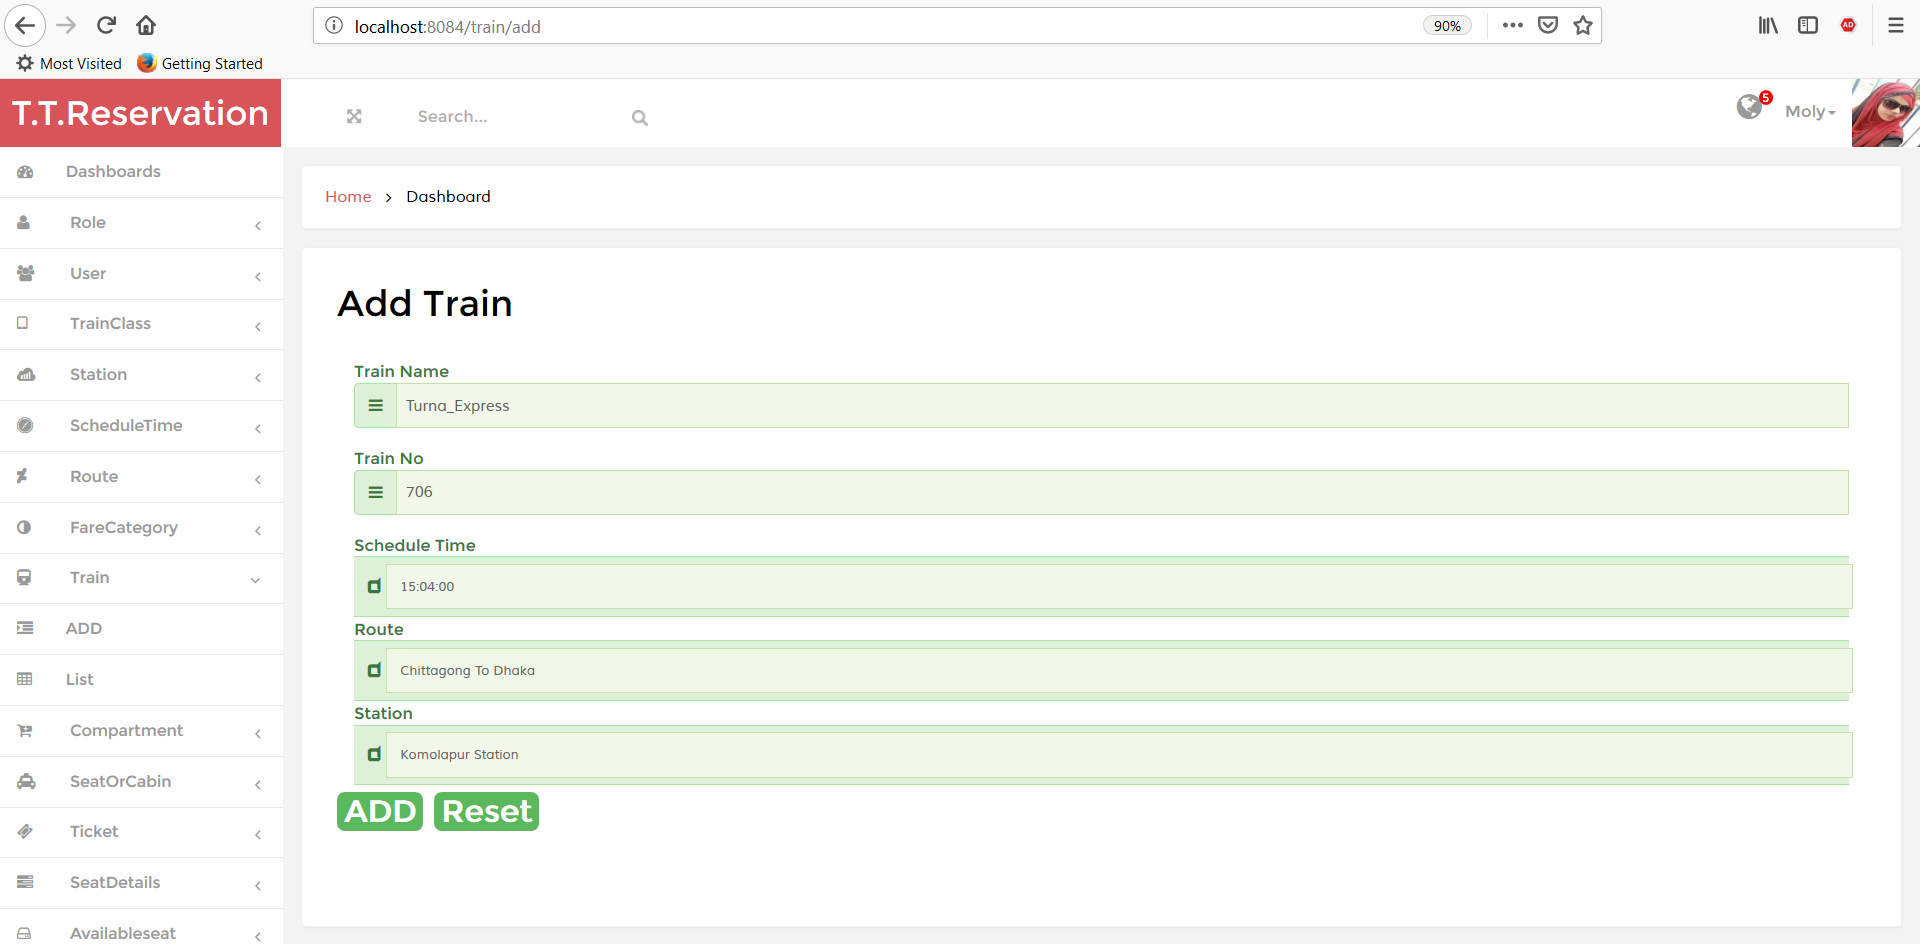 localhost:8084/train/add
90%
Most Visited
Getting Started
T.T.Reservation
Search...
5
Moly
Dashboards
Role
User
TrainClass
Station
ScheduleTime
Route
FareCategory
Train
ADD
List
Compartment
SeatOrCabin
Ticket
SeatDetails
Availableseat
Home > Dashboard
Add Train
Train Name
Turna_Express
Train No
706
Schedule Time
15:04:00
Route
Chittagong To Dhaka
Station
Komolapur Station
ADD Reset